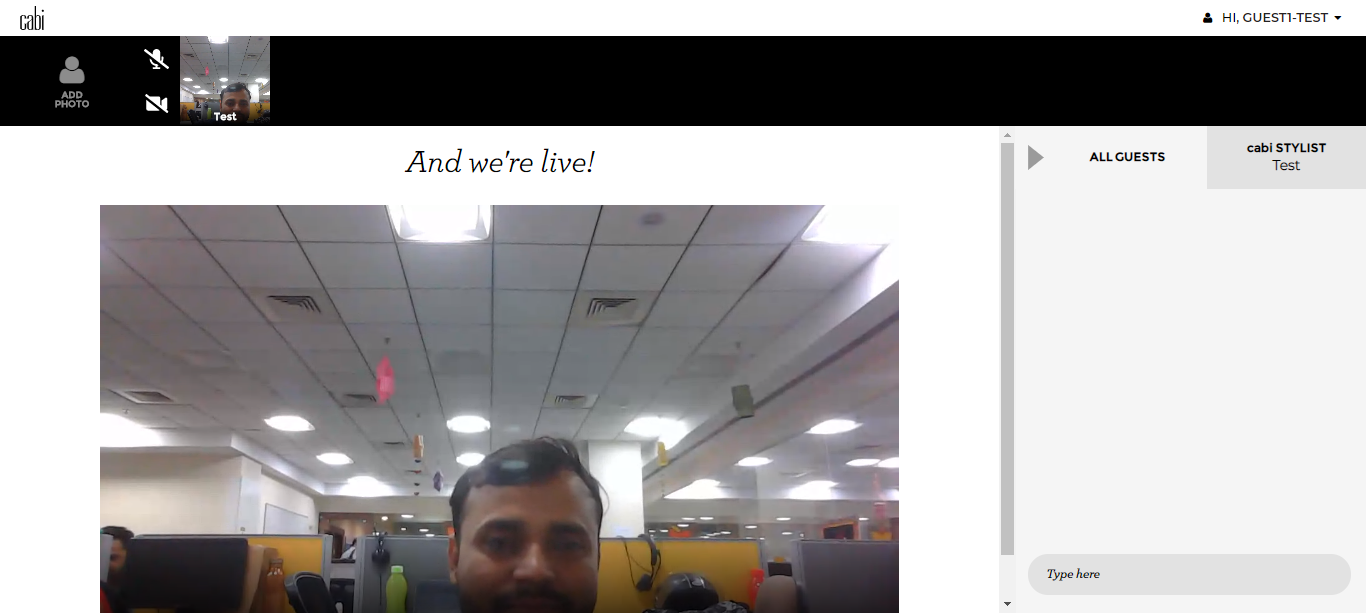 cabi
HI, GUEST1-TEST
ADD
PHOTO
Test
And we're live!
ALL GUESTS
cabi STYLIST
Test
Type here